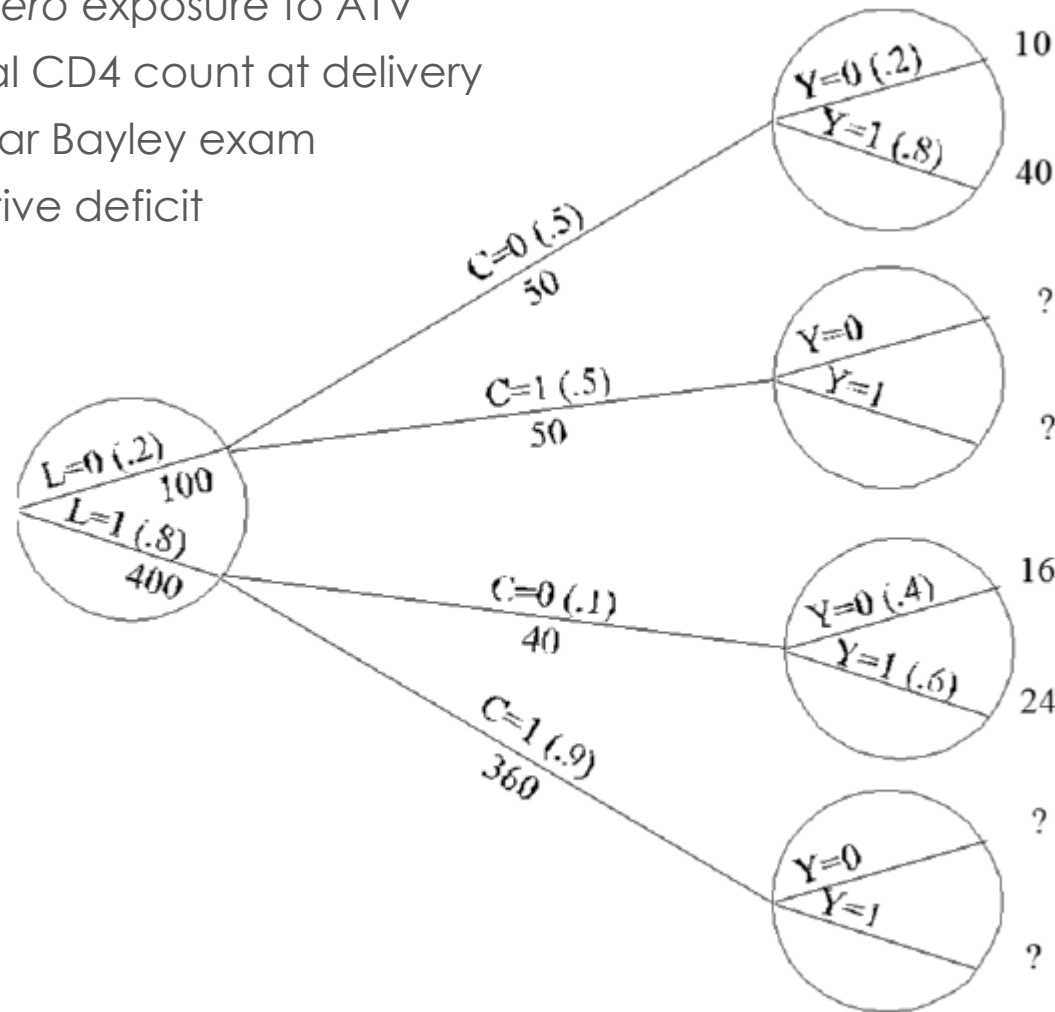 ero exposure to ATV
al CD4 count at delivery
ar Bayley exam
tive deficit
Y=0 (.2)
10
Y=1 (.8)
40
C=0 (.5)
50
Y=0
?
Y=1
?
C=1 (.5)
50
L=0 (.2)
100
L=1 (.8)
400
C=0 (.1)
40
Y=0 (.4)
16
Y=1 (.6)
24
C=1 (.9)
360
Y=0
?
Y=1
?